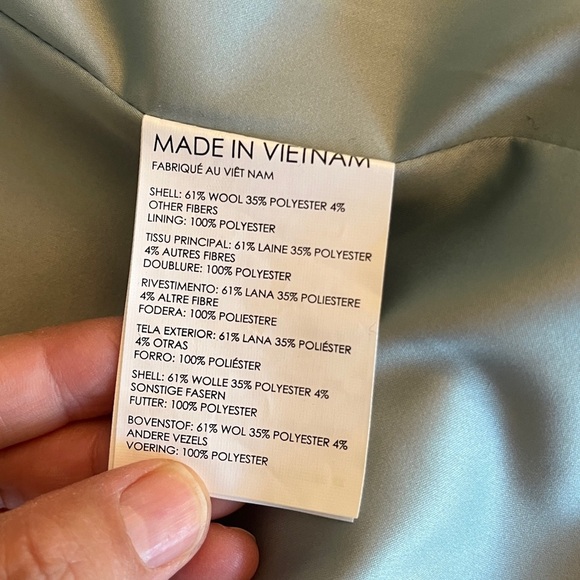 MADE IN VIETNAM
FABRIQUÉ AU VIÊT NAM
SHELL: 61% WOOL 35% POLYESTER 4%
OTHER FIBERS
LINING: 100% POLYESTER
TISSU PRINCIPAL: 61% LAINE 35% POLYESTER
4% AUTRES FIBRES
DOUBLURE: 100% POLYESTER
RIVESTIMENTO: 61% LANA 35% POLIESTERE
4% ALTRE FIBRE
FODERA: 100% POLIESTERE
TELA EXTERIOR: 61% LANA 35% POLIÉSTER
4% OTRAS
FORRO: 100% POLIÉSTER
SHELL: 61% WOLLE 35% POLYESTER 4%
SONSTIGE FASERN
FUTTER: 100% POLYESTER
BOVENSTOF: 61% WOL 35% POLYESTER 4%
ANDERE VEZELS
VOERING: 100% POLYESTER